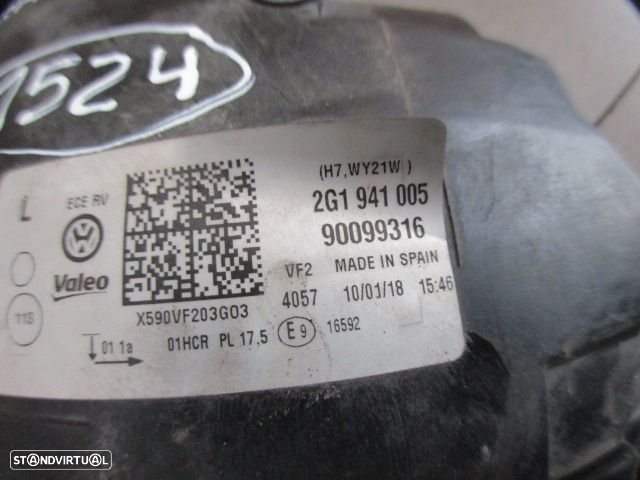 1524
(H7,WY21W )
L
ECE RV
2G1 941 005
90099316
Valeo
VF2 MADE IN SPAIN
X590VF203G03
4057 10/01/18 15:46
11S
01 1a 01HCR PL 17,5 E9 16592
STANDVIRTUAL